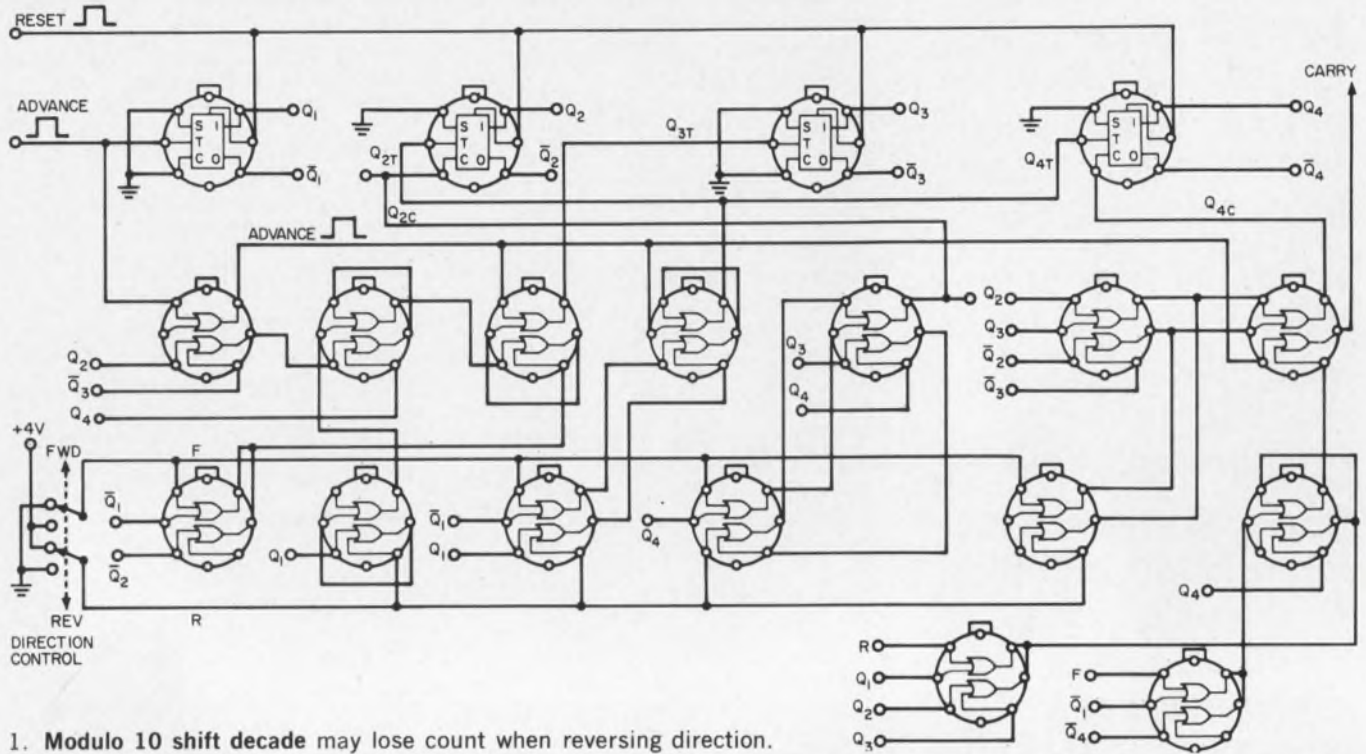 RESET
ADVANCE
CARRY
Q1
Q̄1
Q2
Q̄2
Q2T
Q2C
Q3T
Q3
Q̄3
Q4T
Q4
Q̄4
Q4C
ADVANCE
Q2
Q̄3
Q4
Q3
Q4
Q2
Q3
Q̄2
Q̄3
+4V
FWD
F
Q̄1
Q̄2
Q1
Q̄1
Q1
Q4
Q4
REV
R
DIRECTION
CONTROL
R
Q1
Q2
Q3
F
Q̄1
Q̄4
S I
T
C O
S I
T
C O
S I
T
C O
S I
T
C O
1. Modulo 10 shift decade may lose count when reversing direction.